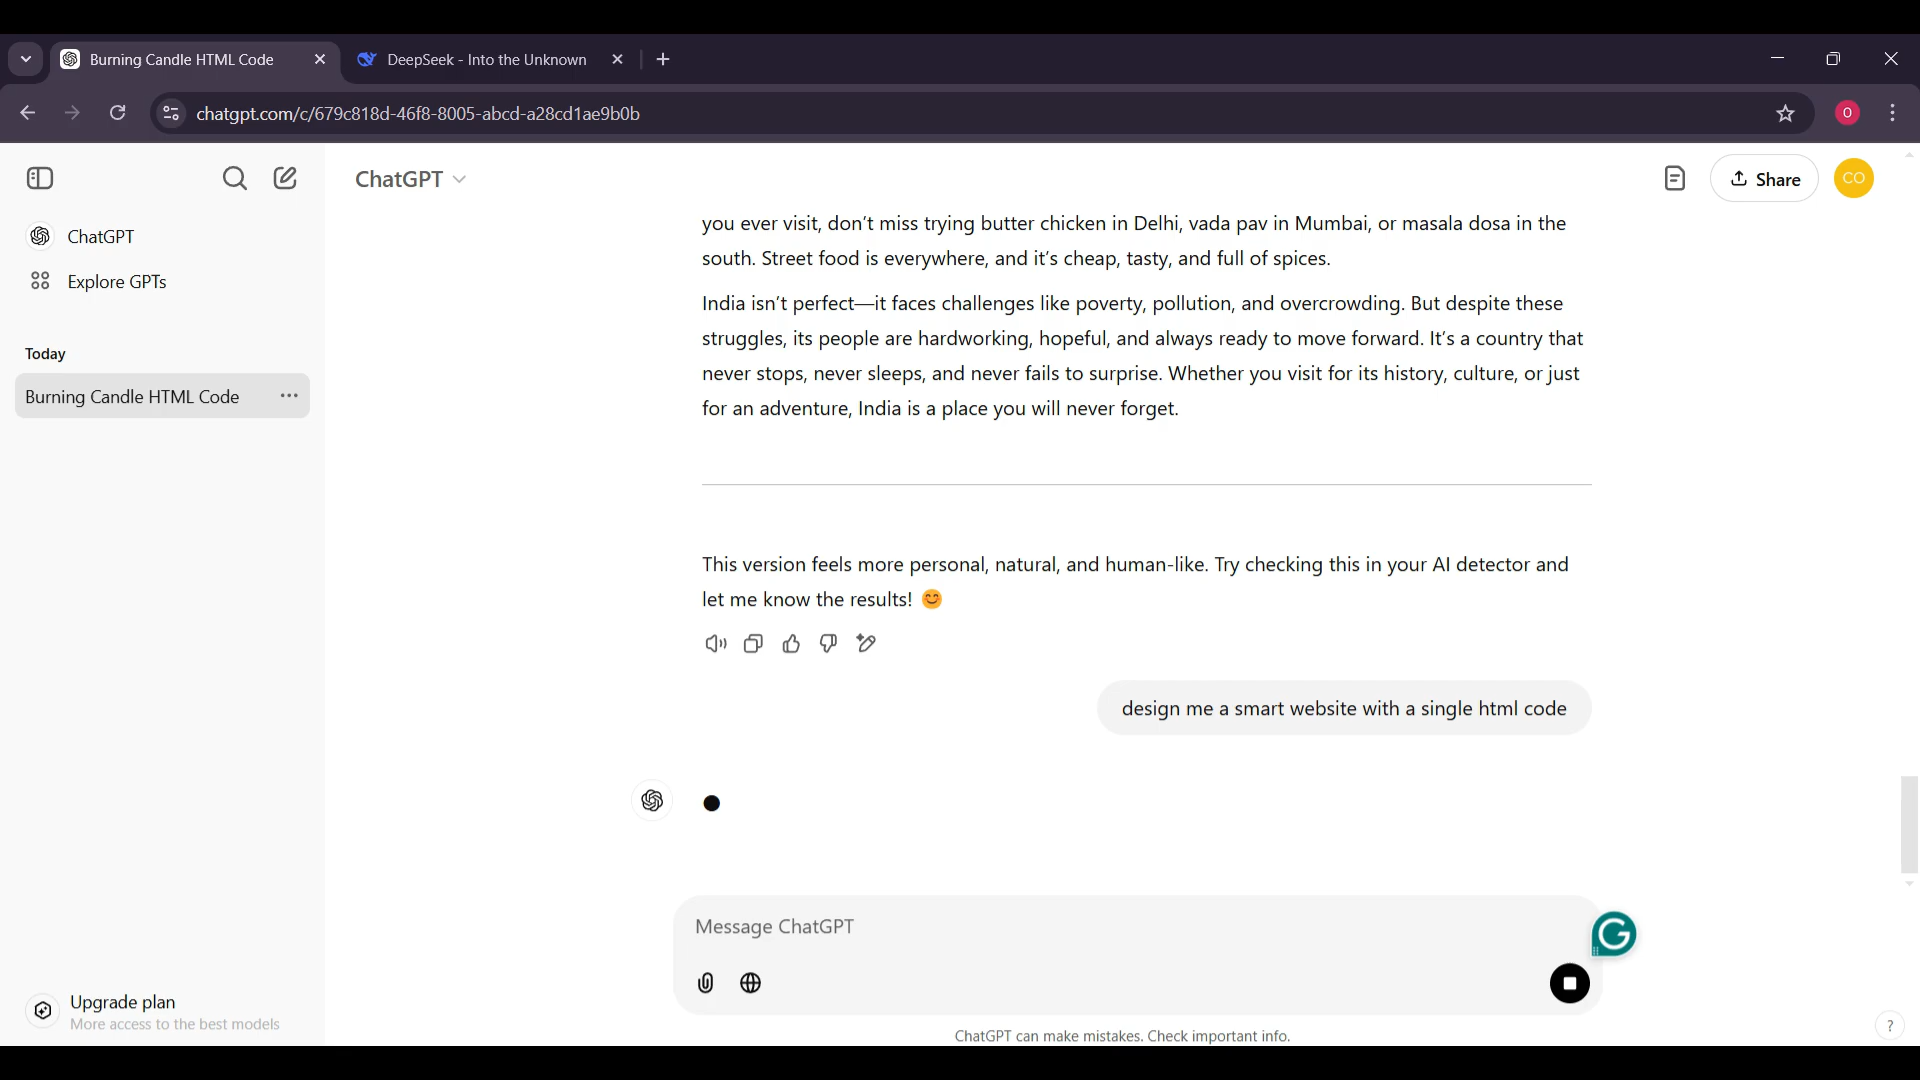 Burning Candle HTML Code
DeepSeek - Into the Unknown
chatgpt.com/c/679c818d-46f8-8005-abcd-a28cd1ae9b0b
O
ChatGPT
Share
CO
ChatGPT
Explore GPTs
Today
Burning Candle HTML Code
you ever visit, don't miss trying butter chicken in Delhi, vada pav in Mumbai, or masala dosa in the
south. Street food is everywhere, and it's cheap, tasty, and full of spices.
India isn't perfect—it faces challenges like poverty, pollution, and overcrowding. But despite these
struggles, its people are hardworking, hopeful, and always ready to move forward. It's a country that
never stops, never sleeps, and never fails to surprise. Whether you visit for its history, culture, or just
for an adventure, India is a place you will never forget.
This version feels more personal, natural, and human-like. Try checking this in your AI detector and
let me know the results! 😊
design me a smart website with a single html code
Message ChatGPT
Upgrade plan
More access to the best models
ChatGPT can make mistakes. Check important info.
?